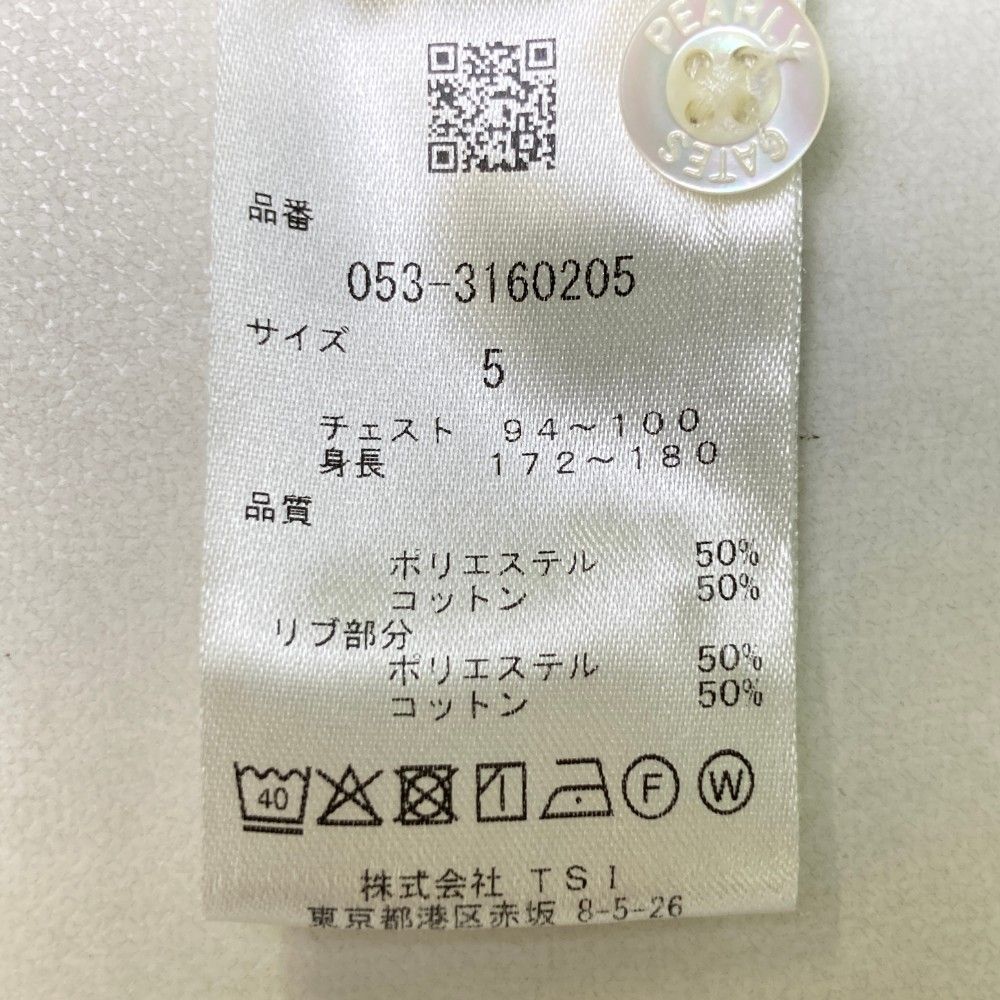 PEARLY
GATES
品番
053-3160205
サイズ
5
チェスト 94～100
身長 172～180
品質
ポリエステル 50%
コットン 50%
リブ部分
ポリエステル 50%
コットン 50%
40 F W
株式会社 TSI
東京都港区赤坂 8-5-26